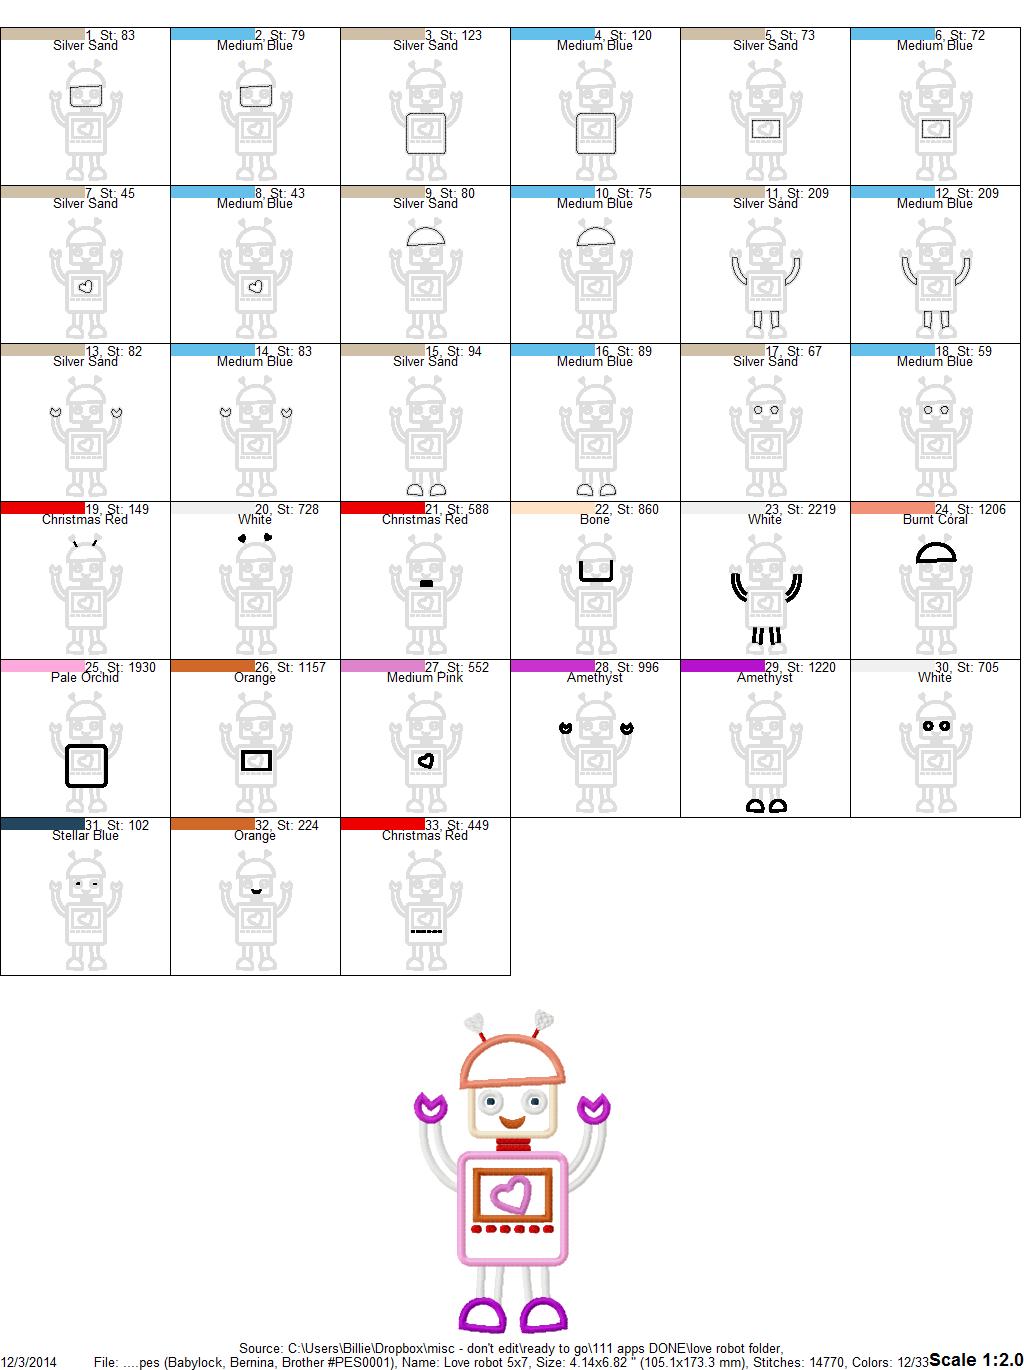 1, St: 83
Silver Sand
2, St: 79
Medium Blue
3, St: 123
Silver Sand
4, St: 120
Medium Blue
5, St: 73
Silver Sand
6, St: 72
Medium Blue
7, St: 45
Silver Sand
8, St: 43
Medium Blue
9, St: 80
Silver Sand
10, St: 75
Medium Blue
11, St: 209
Silver Sand
12, St: 209
Medium Blue
13, St: 82
Silver Sand
14, St: 83
Medium Blue
15, St: 94
Silver Sand
16, St: 89
Medium Blue
17, St: 67
Silver Sand
18, St: 59
Medium Blue
19, St: 149
Christmas Red
20, St: 728
White
21, St: 588
Christmas Red
22, St: 860
Bone
23, St: 2219
White
24, St: 1206
Burnt Coral
25, St: 1930
Pale Orchid
26, St: 1157
Orange
27, St: 552
Medium Pink
28, St: 996
Amethyst
29, St: 1220
Amethyst
30, St: 705
White
31, St: 102
Stellar Blue
32, St: 224
Orange
33, St: 449
Christmas Red
Source: C:\Users\Billie\Dropbox\misc - don't edit\ready to go\111 apps DONE\love robot folder,
12/3/2014 File: ....pes (Babylock, Bernina, Brother #PES0001), Name: Love robot 5x7, Size: 4.14x6.82 " (105.1x173.3 mm), Stitches: 14770, Colors: 12/33 Scale 1:2.0